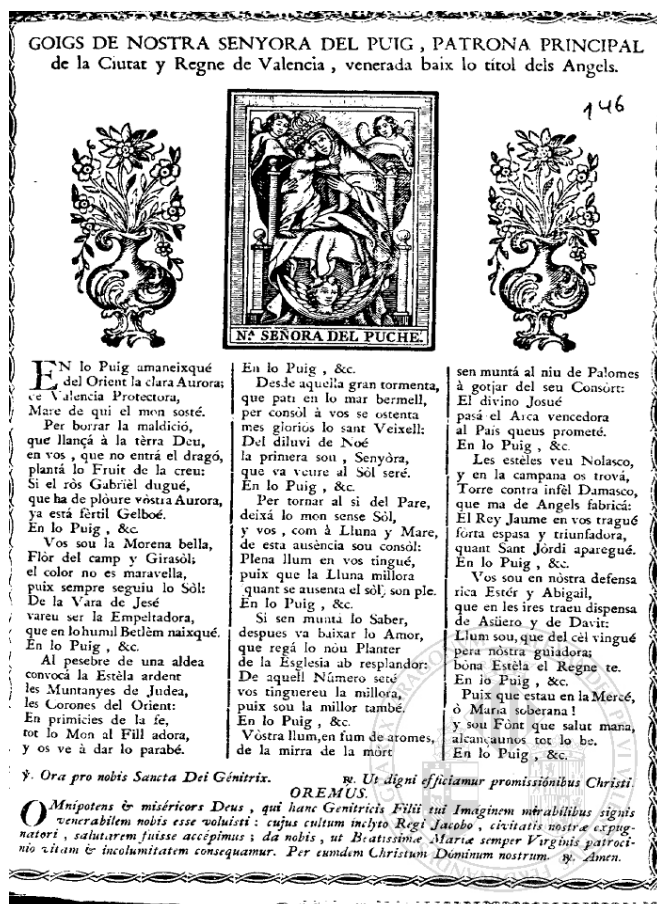 GOIGS DE NOSTRA SENYORA DEL PUIG , PATRONA PRINCIPAL
de la Ciutat y Regne de Valencia , venerada baix lo títol dels Angels.
146
Nª SEÑORA DEL PUCHE.
EN lo Puig amaneixqué
del Orient la clara Aurora;
Valencia Protectora,
Mare de qui el mon sosté.
Per borrar la maldició,
que llançá a la tèrra Deu,
en vos , que no entrá el dragó,
plantá lo Fruit de la creu:
Si el ròs Gabrièl dugué,
que ha de plòure vòstra Aurora,
ya está fèrtil Gelboé.
En lo Puig , &c.
Vos sou la Morena bella,
Flòr del camp y Girasòl;
el color no es maravella,
puix sempre seguiu lo Sòl:
De la Vara de Jesé
vareu ser la Empeltadora,
que en lo humil Betlèm naixqué.
En lo Puig , &c.
Al pesebre de una aldea
convocá la Estèla ardent
les Muntanyes de Judea,
les Corones del Orient:
En primicies de la fe,
tot lo Mon al Fill adora,
y os ve à dar lo parabé.
En lo Puig , &c.
Desde aquella gran tormenta,
que patí en lo mar bermell,
per consòl à vos se ostenta
mes gloriòs lo sant Veixell:
Del diluvi de Noé
la primera sou , Senyòra,
que va veure al Sòl seré.
En lo Puig , &c.
Per tornar al si del Pare,
deixá lo mon sense Sòl,
y vos , com à Lluna y Mare,
de esta ausència sou consòl:
Plena llum en vos tingué,
puix que la Lluna millora
quant se ausenta el sòl, son ple.
En lo Puig , &c.
Si sen muntá lo Saber,
despues va baixar lo Amor,
que regá lo nou Planter
de la Esglesia ab resplandor:
De aquell Número seté
vos tinguereu la millora,
puix sou la millor també.
En lo Puig , &c.
Vòstra llum, en fum de aromes,
de la mirra de la mòrt
sen muntá al niu de Palomes
à gotjar del seu Consòrt:
El divino Josué
pasá el Arca vencedora
al País queus prometé.
En lo Puig , &c.
Les estèles veu Nolasco,
y en la campana os trová,
Torre contra infèl Damasco,
que ma de Angels fabricá:
El Rey Jaume en vos tragué
fòrta espasa y triunfadora,
quant Sant Jòrdi aparegué.
En lo Puig , &c.
Vos sou en nòstra defensa
rica Estér y Abigail,
que en les ires traeu dispensa
de Asüero y de Davit:
Llum sou, que del cèl vingué
pera nòstra guiadora;
bòna Estèla el Regne te.
En lo Puig , &c.
Puix que estau en la Mercé,
ò Maria soberana!
y sou Fònt que salut mana,
alcançaunos tot lo be.
En lo Puig , &c.
℣. Ora pro nobis Sancta Dei Génitrix. ℟. Ut digni efficiamur promissiónibus Christi.
OREMUS.
OMnipotens & miséricors Deus , qui hanc Genitricis Filii tui Imaginem mirabilibus signis
venerabilem nobis esse voluisti : cujus cultum inclyto Regi Jacobo , civitatis nostræ expug-
natori , salutarem fuisse accépimus : da nobis , ut Beatissimæ Mariæ semper Virginis patroci-
nio vitam & incolumitatem consequamur. Per eumdem Christum Dóminum nostrum. ℟. Amen.